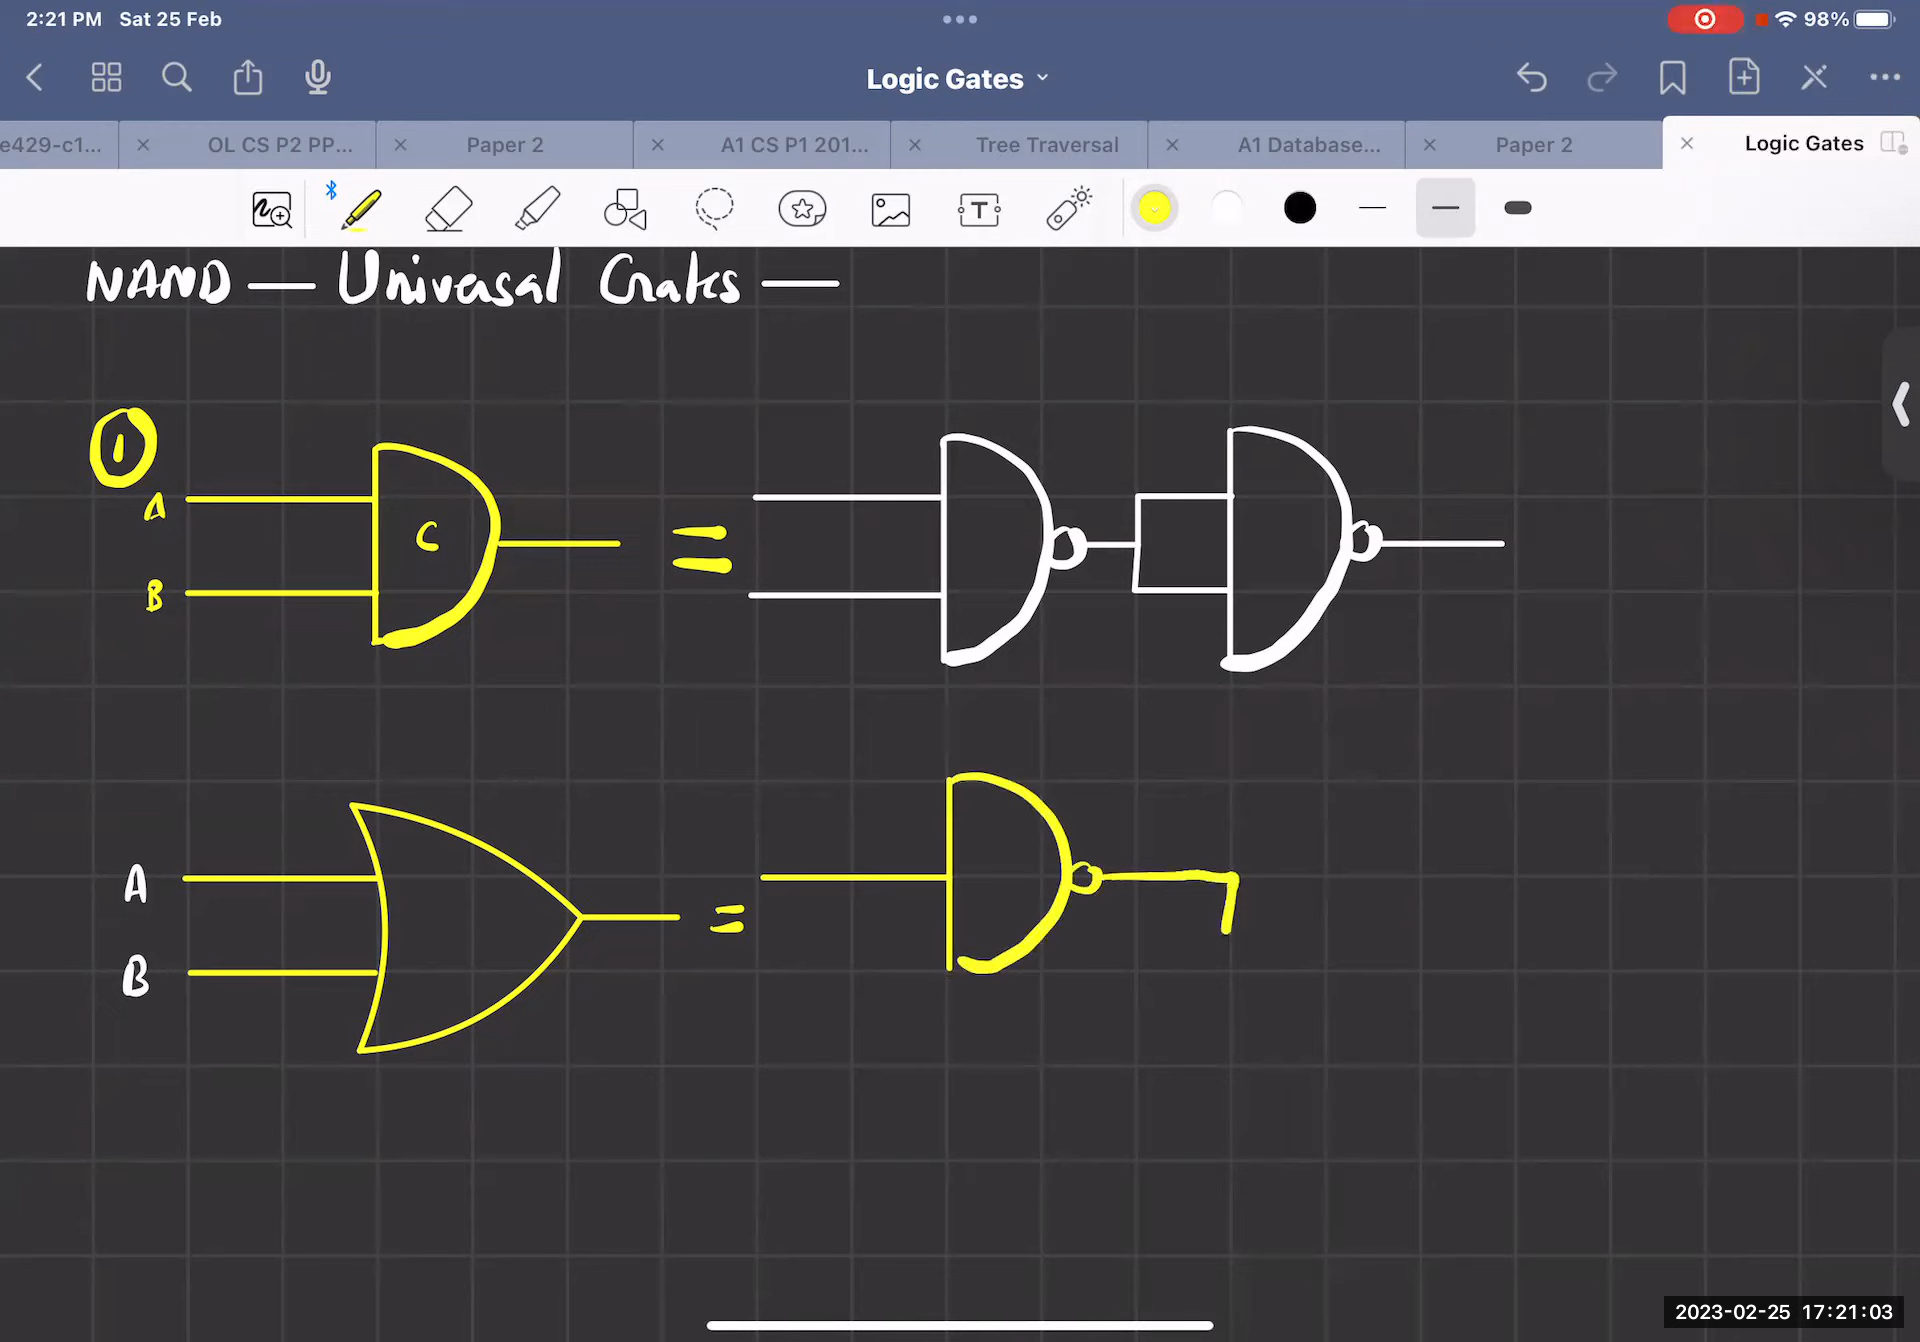 2:21 PM Sat 25 Feb
98%
Logic Gates
e429-c1...
OL CS P2 PP...
Paper 2
A1 CS P1 201...
Tree Traversal
A1 Database...
Paper 2
Logic Gates
T
NAND — Univesal Gates —
1
A
C
=
B
A
=
B
2023-02-25 17:21:03